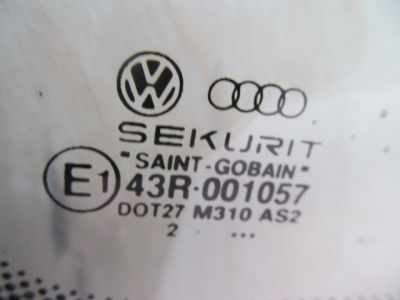 SEKURIT
"SAINT-GOBAIN"
E1 43R-001057
DOT27 M310 AS2
2 ...